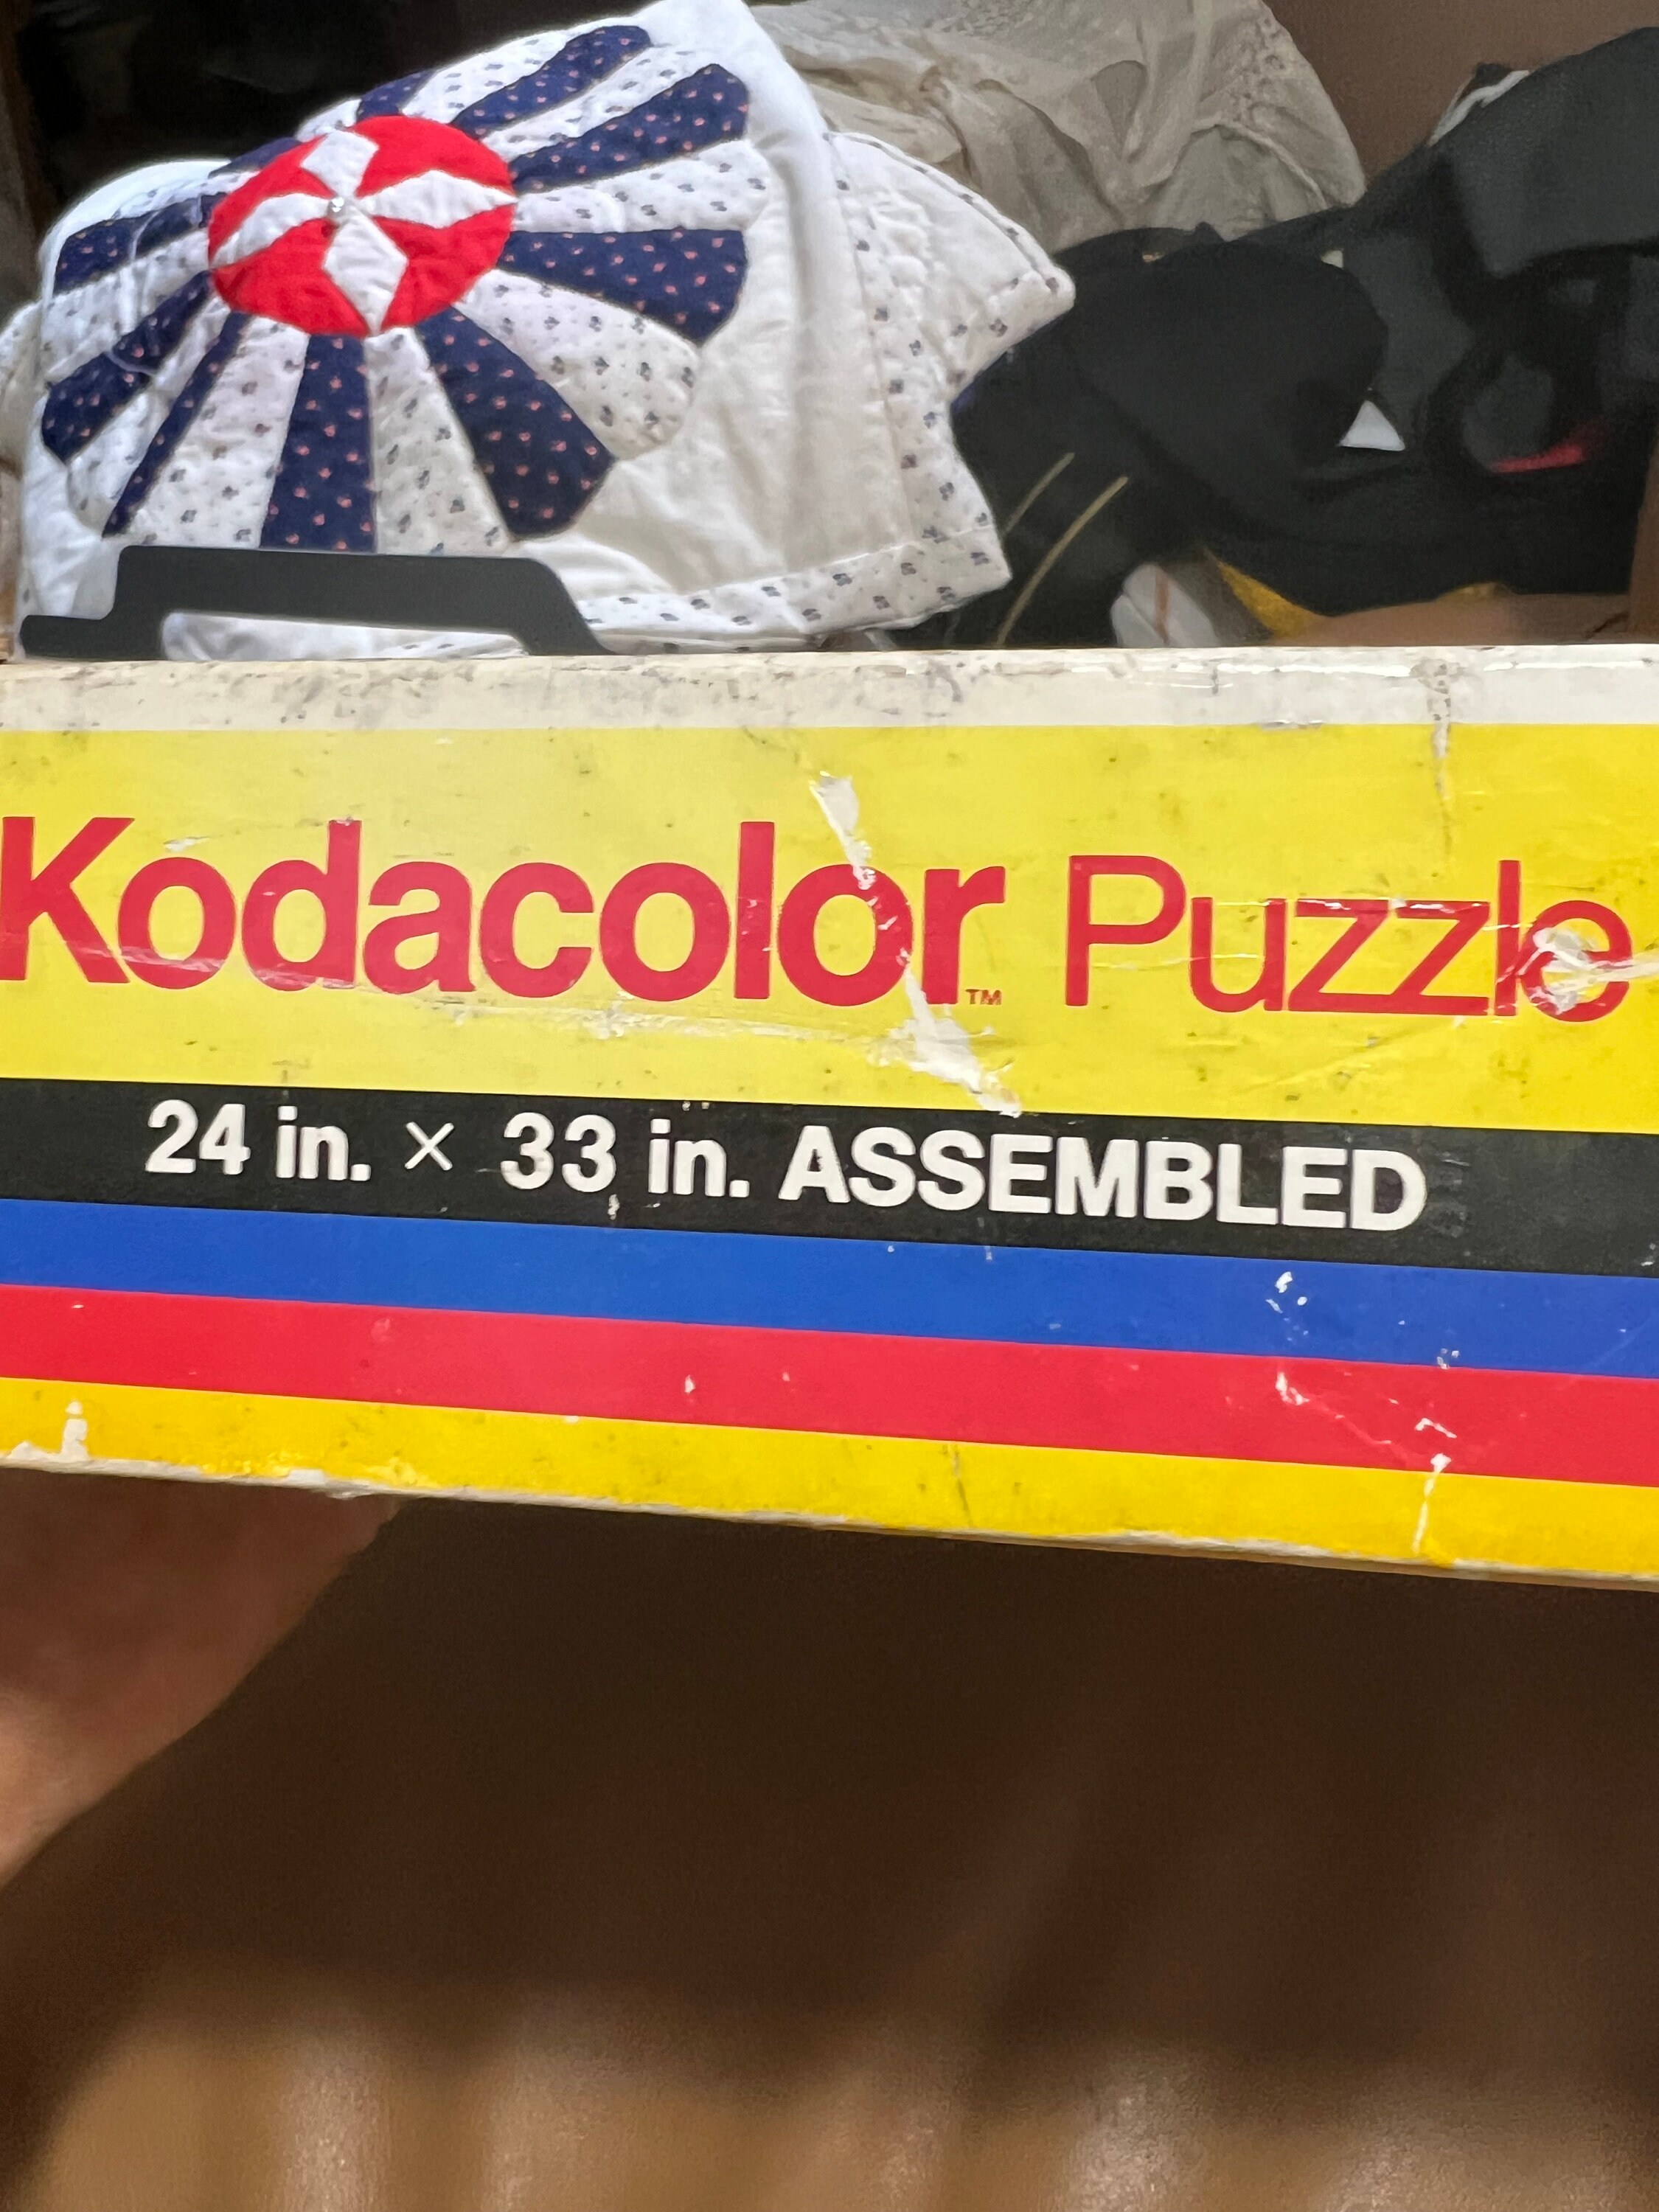 Kodacolor™ Puzzle
24 in. × 33 in. ASSEMBLED